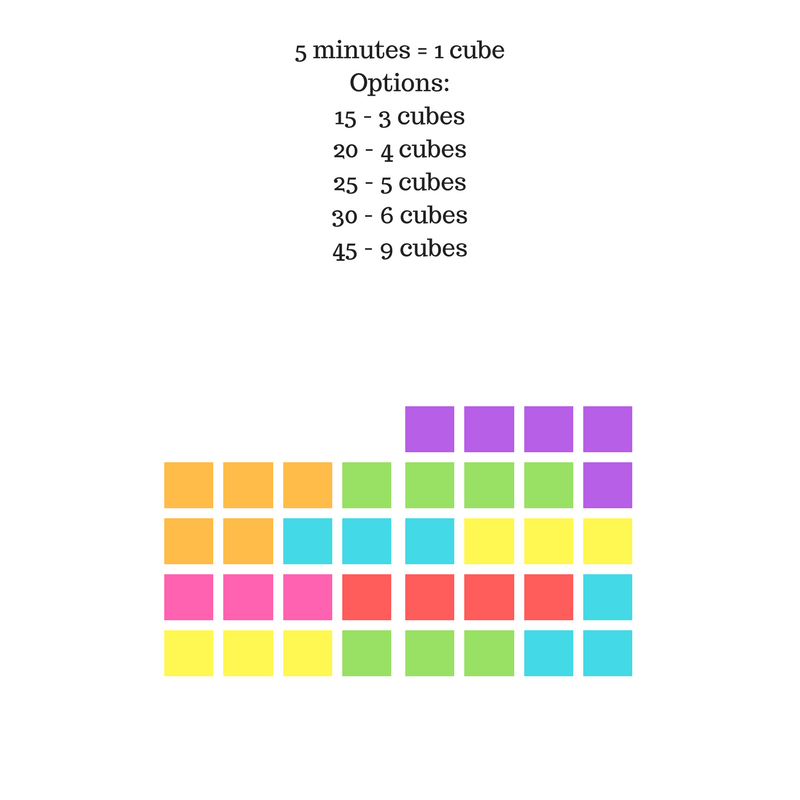 5 minutes = 1 cube
Options:
15 - 3 cubes
20 - 4 cubes
25 - 5 cubes
30 - 6 cubes
45 - 9 cubes